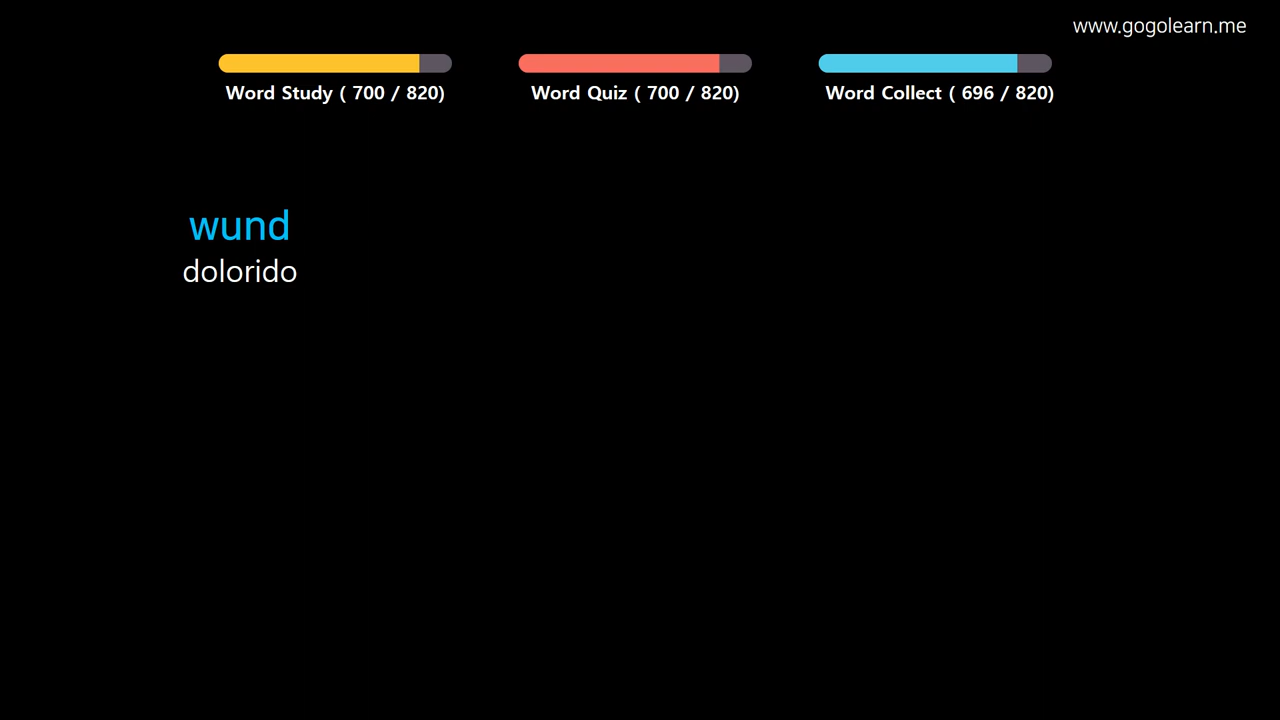 www.gogolearn.me
Word Study ( 700 / 820)
Word Quiz ( 700 / 820)
Word Collect ( 696 / 820)
wund
dolorido